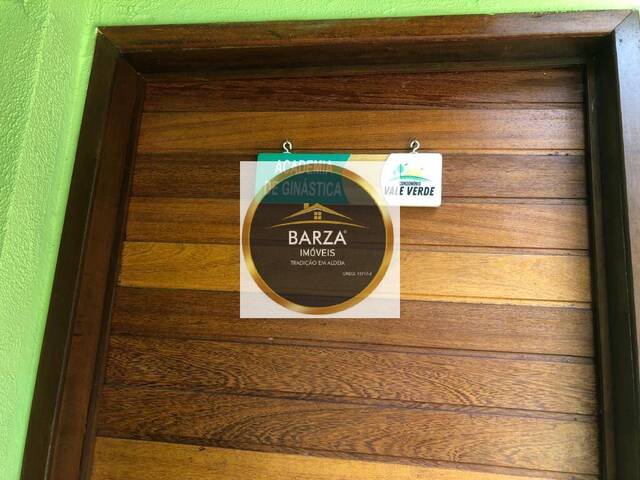 ACADEMIA
DE GINÁSTICA
CONDOMÍNIO
VALE VERDE
BARZA
IMÓVEIS
TRADIÇÃO EM ALDEIA